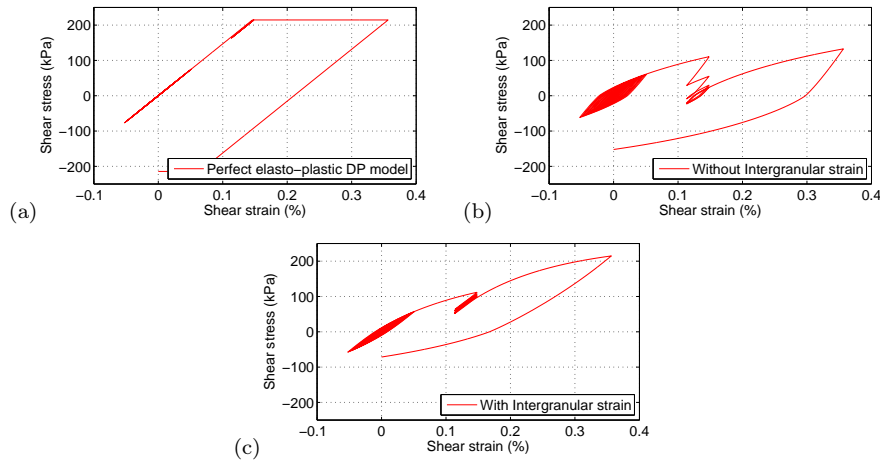 200
100
0
−100
−200
Shear stress (kPa)
Perfect elasto−plastic DP model
−0.1 0 0.1 0.2 0.3 0.4
Shear strain (%)
(a)
200
100
0
−100
−200
Shear stress (kPa)
Without Intergranular strain
−0.1 0 0.1 0.2 0.3 0.4
Shear strain (%)
(b)
200
100
0
−100
−200
Shear stress (kPa)
With Intergranular strain
−0.1 0 0.1 0.2 0.3 0.4
Shear strain (%)
(c)